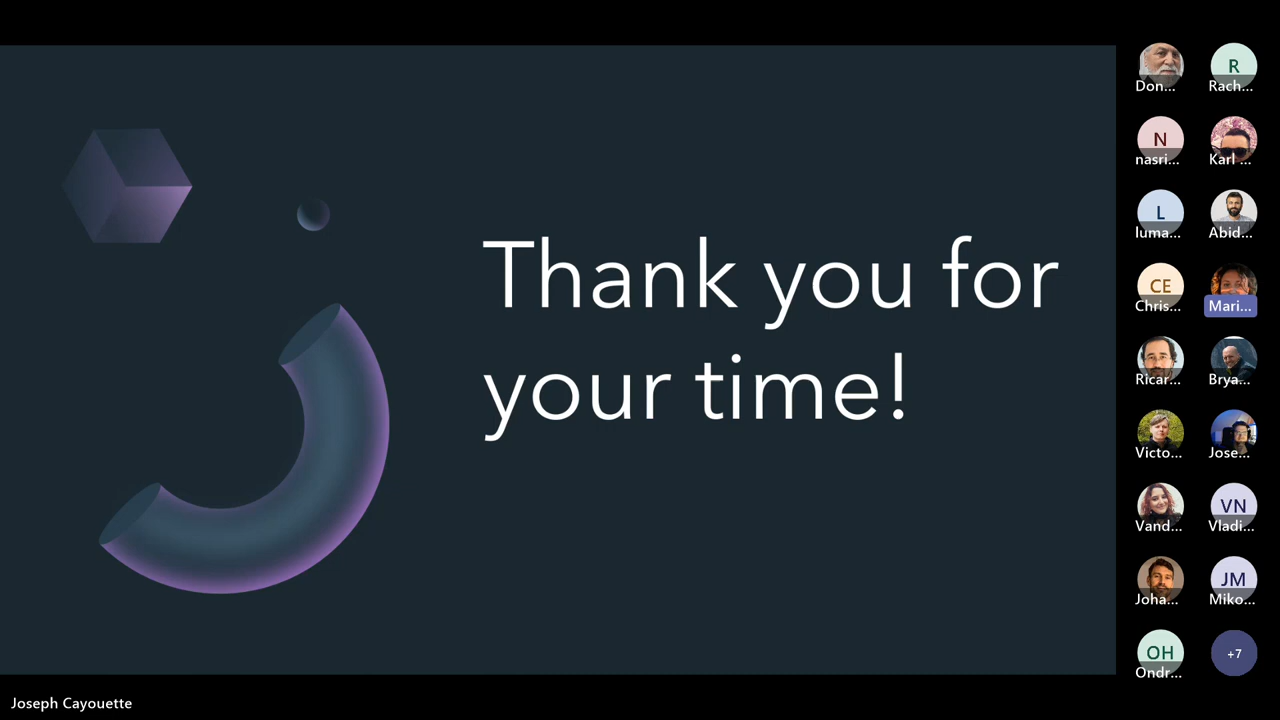 Thank you for
your time!
Don...
R
Rach...
N
nasri...
Karl ...
L
luma...
Abid...
CE
Chris...
Mari...
Ricar...
Brya...
Victo...
Jose...
Vand...
VN
Vladi...
Joha...
JM
Miko...
OH
Ondr...
+7
Joseph Cayouette